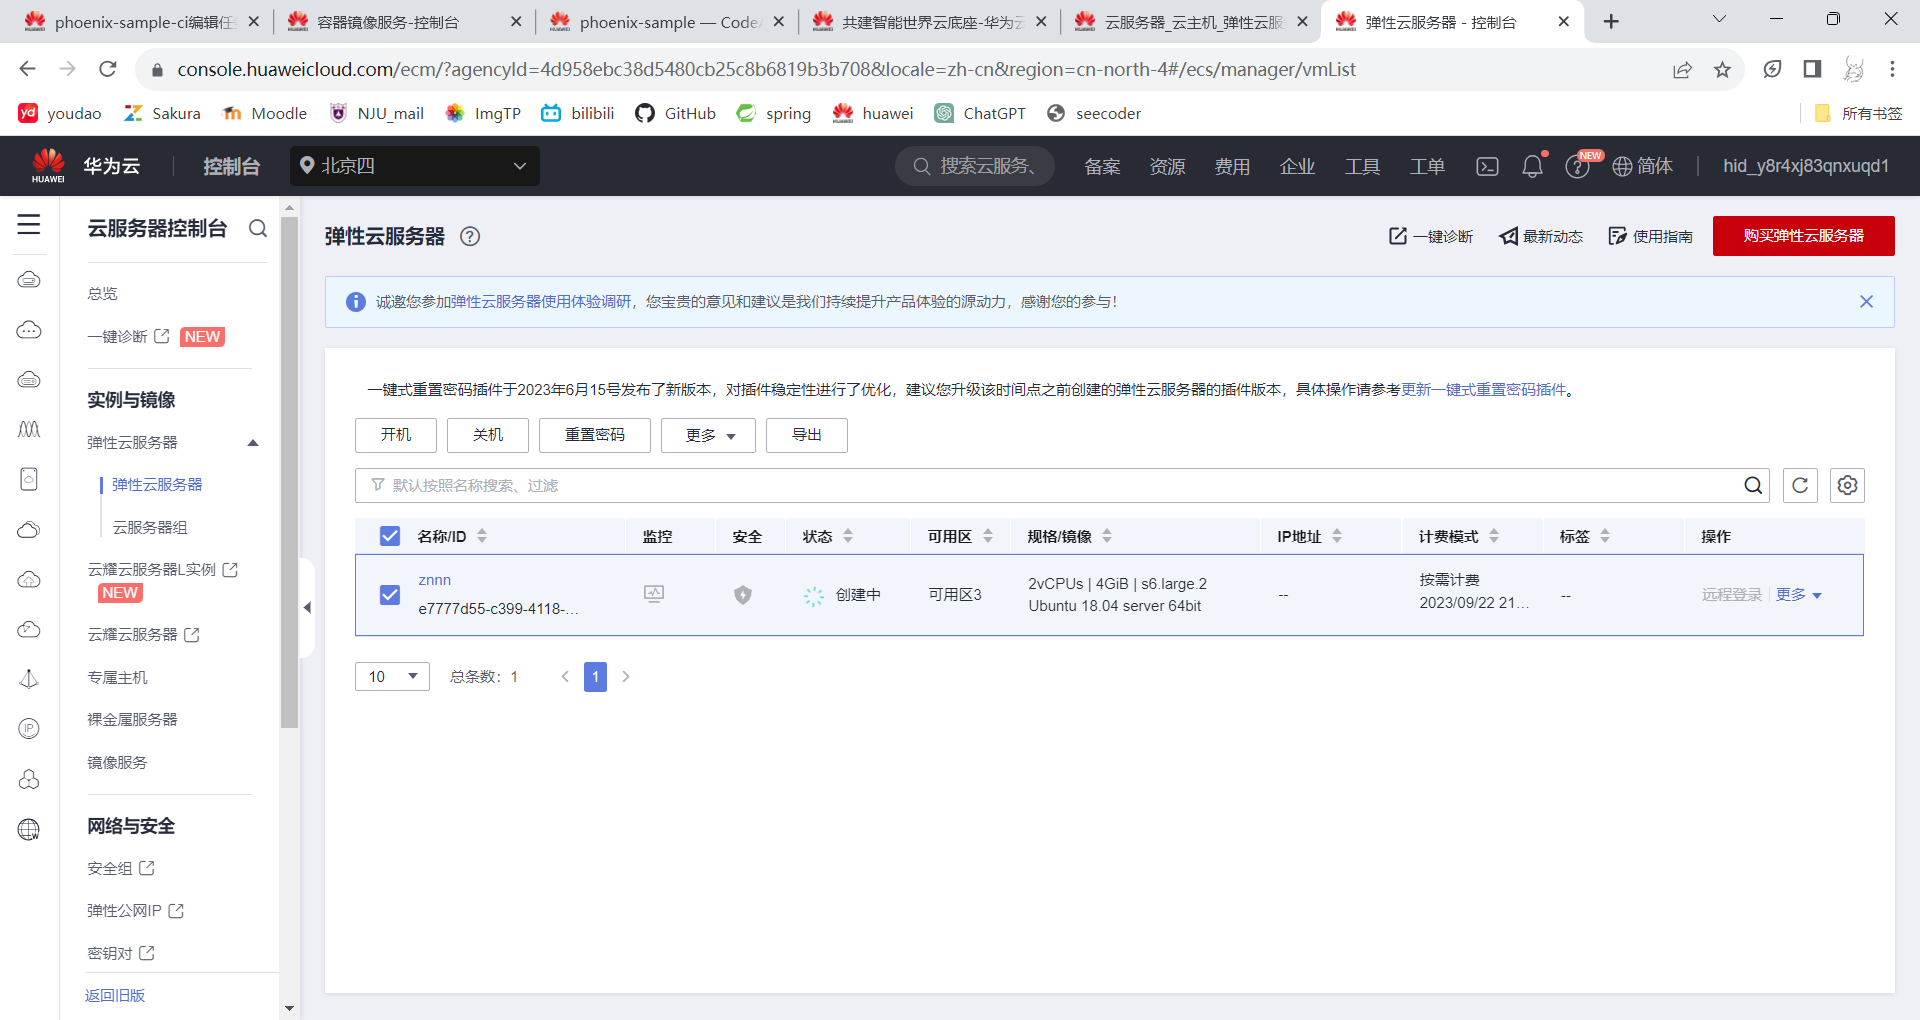 phoenix-sample-ci编辑任
容器镜像服务-控制台
phoenix-sample — CodeA
共建智能世界云底座-华为云
云服务器_云主机_弹性云服
弹性云服务器 - 控制台
console.huaweicloud.com/ecm/?agencyId=4d958ebc38d5480cb25c8b6819b3b708&locale=zh-cn&region=cn-north-4#/ecs/manager/vmList
yd youdao
Sakura
Moodle
NJU_mail
ImgTP
bilibili
GitHub
spring
huawei
ChatGPT
seecoder
所有书签
HUAWEI
华为云
控制台
北京四
搜索云服务、
备案
资源
费用
企业
工具
工单
NEW
简体
hid_y8r4xj83qnxuqd1
云服务器控制台
总览
一键诊断 NEW
实例与镜像
弹性云服务器
弹性云服务器
云服务器组
云耀云服务器L实例
NEW
云耀云服务器
专属主机
裸金属服务器
镜像服务
网络与安全
安全组
弹性公网IP
密钥对
返回旧版
弹性云服务器
一键诊断
最新动态
使用指南
购买弹性云服务器
诚邀您参加弹性云服务器使用体验调研，您宝贵的意见和建议是我们持续提升产品体验的源动力，感谢您的参与！
一键式重置密码插件于2023年6月15号发布了新版本，对插件稳定性进行了优化，建议您升级该时间点之前创建的弹性云服务器的插件版本，具体操作请参考更新一键式重置密码插件。
开机
关机
重置密码
更多
导出
默认按照名称搜索、过滤
名称/ID
监控
安全
状态
可用区
规格/镜像
IP地址
计费模式
标签
操作
znnn
e7777d55-c399-4118-...
创建中
可用区3
2vCPUs | 4GiB | s6.large.2
Ubuntu 18.04 server 64bit
--
按需计费
2023/09/22 21...
--
远程登录
更多
10
总条数： 1
1